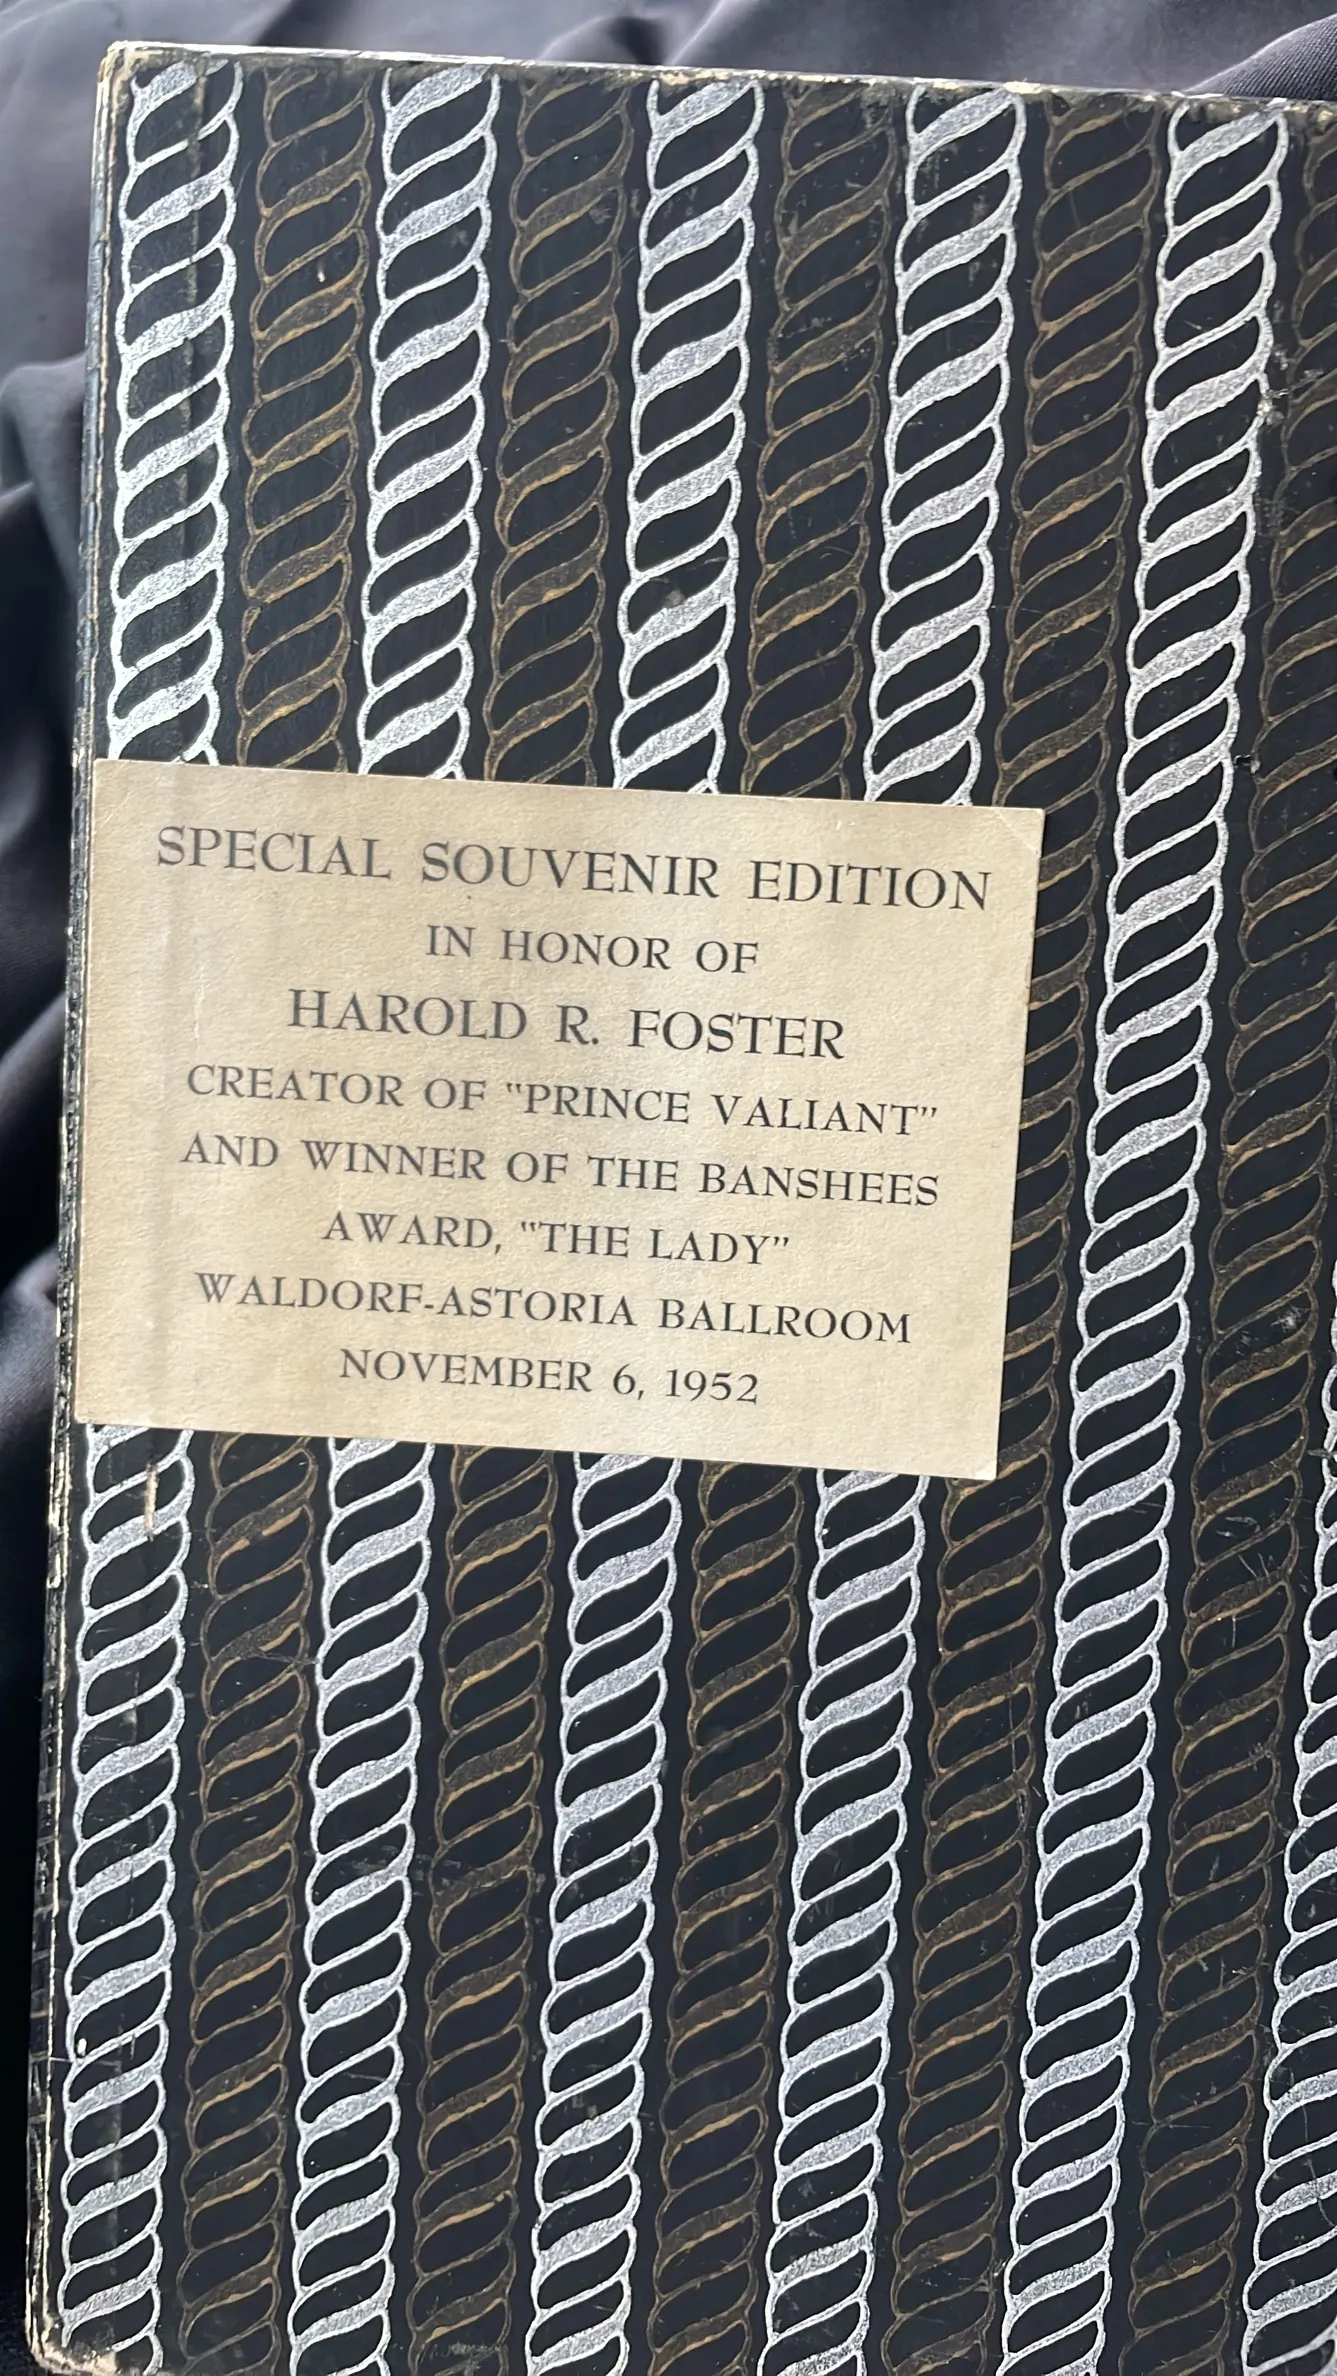 SPECIAL SOUVENIR EDITION
IN HONOR OF
HAROLD R. FOSTER
CREATOR OF "PRINCE VALIANT"
AND WINNER OF THE BANSHEES
AWARD, "THE LADY"
WALDORF-ASTORIA BALLROOM
NOVEMBER 6, 1952